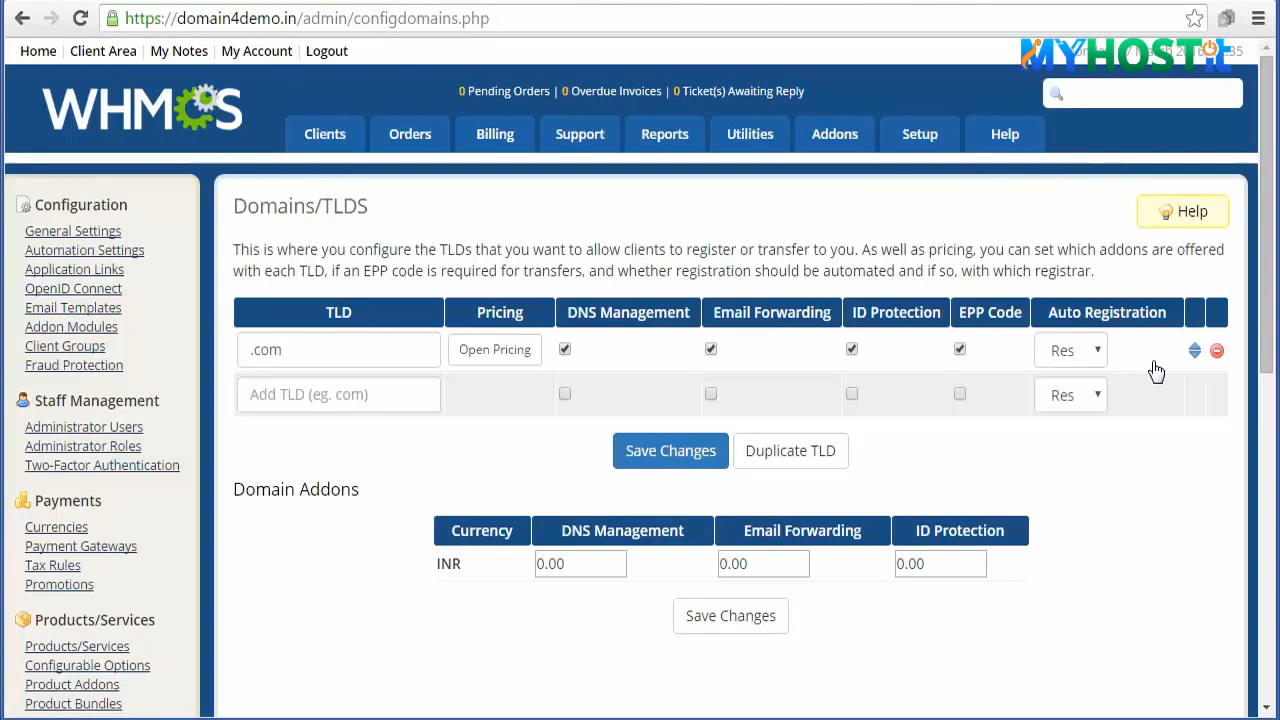 https://domain4demo.in/admin/configdomains.php
Home Client Area My Notes My Account Logout
MYHOSTit
35
WHMCS
0 Pending Orders | 0 Overdue Invoices | 0 Ticket(s) Awaiting Reply
Clients Orders Billing Support Reports Utilities Addons Setup Help
Configuration
General Settings
Automation Settings
Application Links
OpenID Connect
Email Templates
Addon Modules
Client Groups
Fraud Protection
Staff Management
Administrator Users
Administrator Roles
Two-Factor Authentication
Payments
Currencies
Payment Gateways
Tax Rules
Promotions
Products/Services
Products/Services
Configurable Options
Product Addons
Product Bundles
Domains/TLDS
Help
This is where you configure the TLDs that you want to allow clients to register or transfer to you. As well as pricing, you can set which addons are offered
with each TLD, if an EPP code is required for transfers, and whether registration should be automated and if so, with which registrar.
TLD Pricing DNS Management Email Forwarding ID Protection EPP Code Auto Registration
.com Open Pricing Res
Add TLD (eg. com) Res
Save Changes Duplicate TLD
Domain Addons
Currency DNS Management Email Forwarding ID Protection
INR 0.00 0.00 0.00
Save Changes